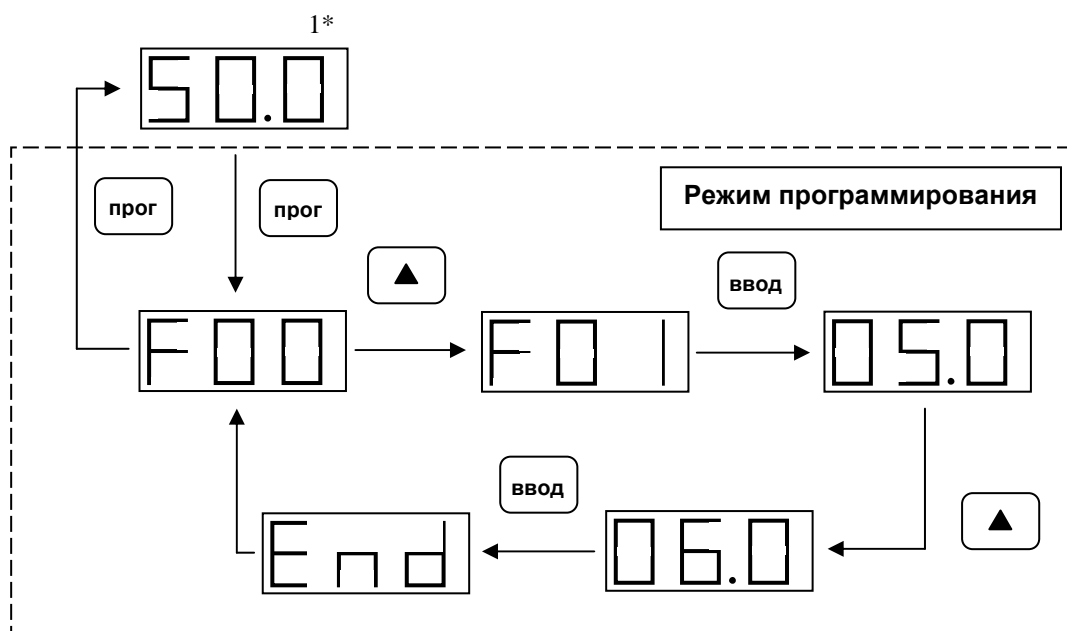 1*
50.0
Режим программирования
прог
прог
▲
ввод
F00
F01
05.0
ввод
▲
End
06.0